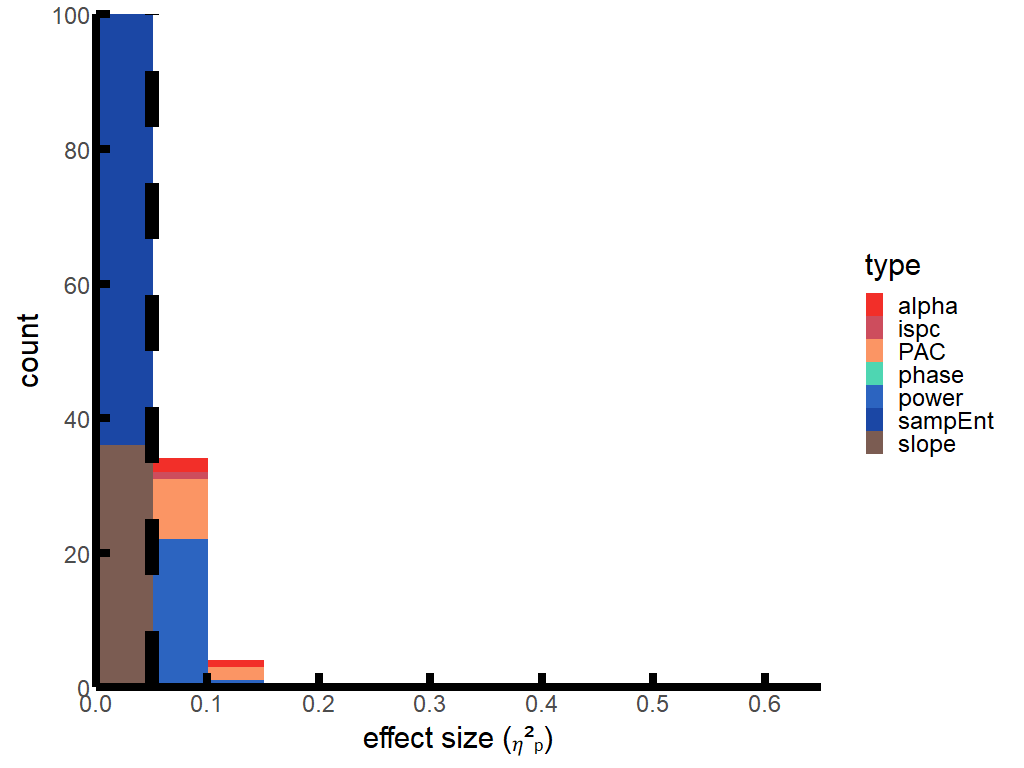 100
80
60
40
20
0
count
0.0 0.1 0.2 0.3 0.4 0.5 0.6
effect size (η²ₚ)
type
alpha
ispc
PAC
phase
power
sampEnt
slope